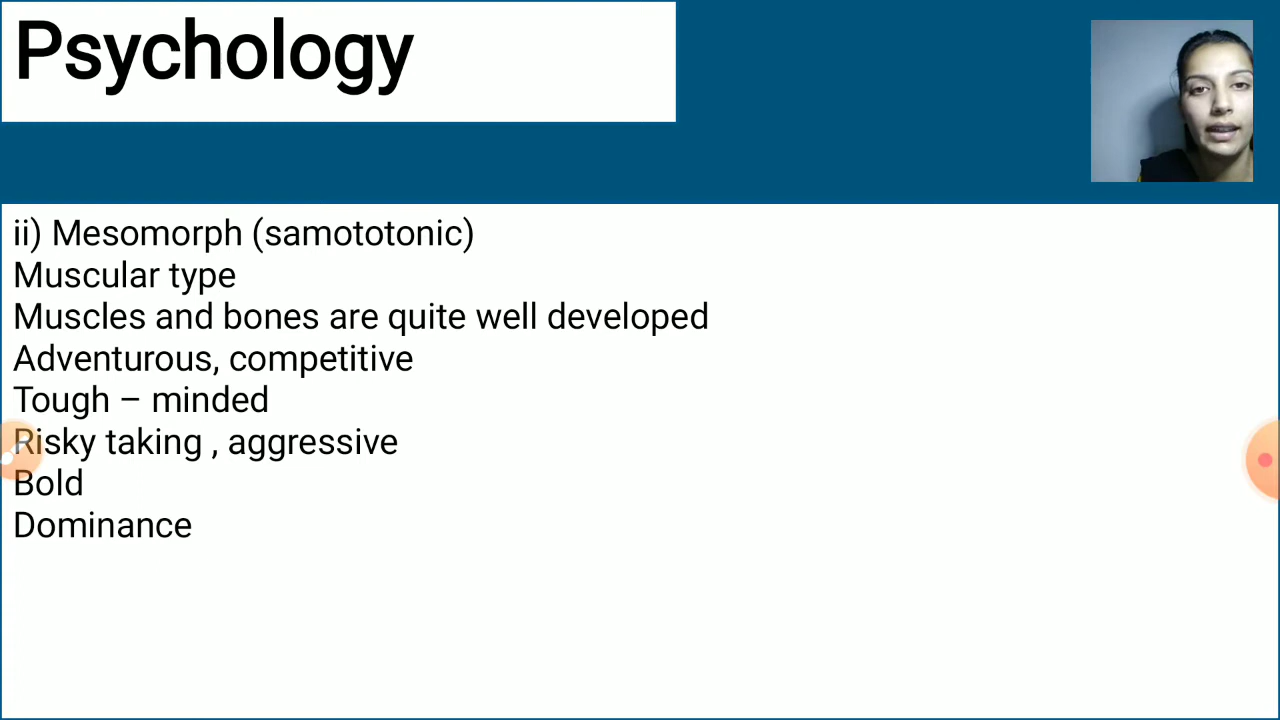 Psychology
ii) Mesomorph (samototonic)
Muscular type
Muscles and bones are quite well developed
Adventurous, competitive
Tough – minded
Risky taking , aggressive
Bold
Dominance